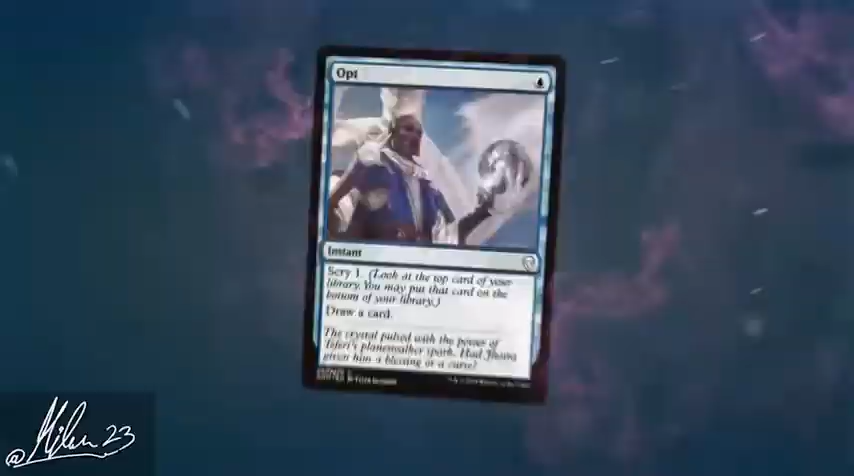 Opt
Instant
Scry 1. (Look at the top card of your
library. You may put that card on the
bottom of your library.)
Draw a card.
The crystal pulsed with the power of
Teferi's planeswalker spark. Had Jhoira
given him a blessing or a curse?